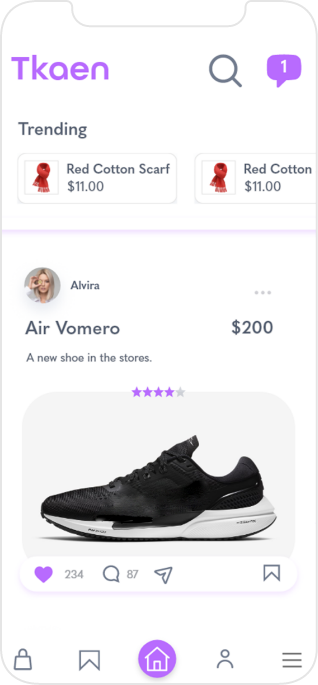 Tkaen
1
Trending
Red Cotton Scarf
$11.00
Red Cotton
$11.00
Alvira
Air Vomero
$200
A new shoe in the stores.
234
87